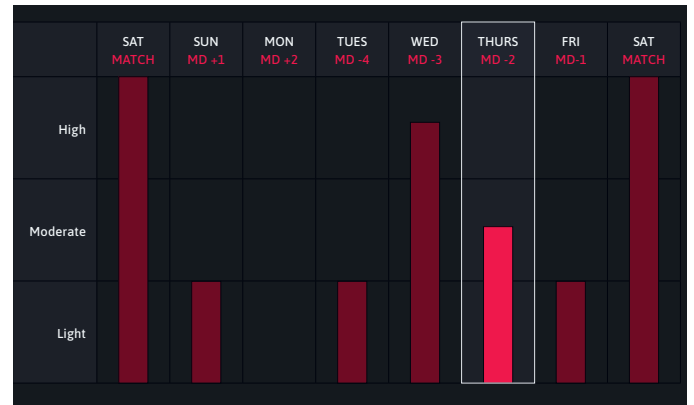 SAT SUN MON TUES WED THURS FRI SAT
MATCH MD +1 MD +2 MD -4 MD -3 MD -2 MD-1 MATCH
High
Moderate
Light